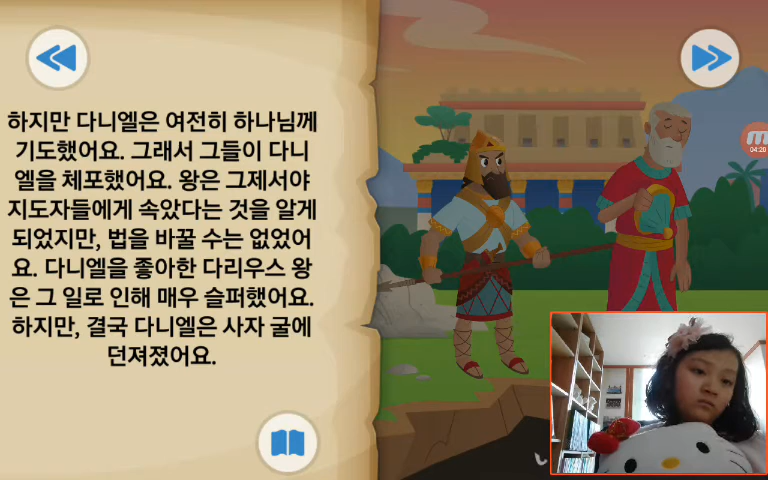 하지만 다니엘은 여전히 하나님께
기도했어요. 그래서 그들이 다니
엘을 체포했어요. 왕은 그제서야
지도자들에게 속았다는 것을 알게
되었지만, 법을 바꿀 수는 없었어
요. 다니엘을 좋아한 다리우스 왕
은 그 일로 인해 매우 슬퍼했어요.
하지만, 결국 다니엘은 사자 굴에
던져졌어요.
04:20